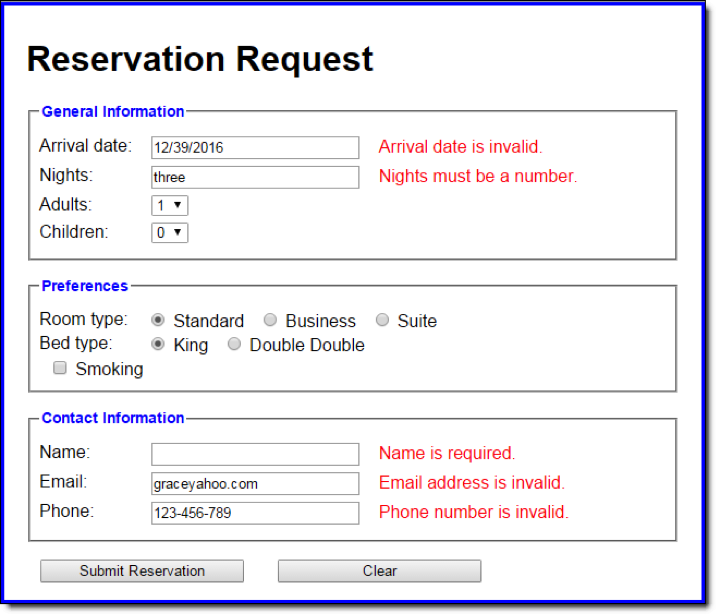 Reservation Request
General Information
Arrival date: 12/39/2016 Arrival date is invalid.
Nights: three Nights must be a number.
Adults: 1
Children: 0
Preferences
Room type: Standard Business Suite
Bed type: King Double Double
Smoking
Contact Information
Name: Name is required.
Email: graceyahoo.com Email address is invalid.
Phone: 123-456-789 Phone number is invalid.
Submit Reservation Clear